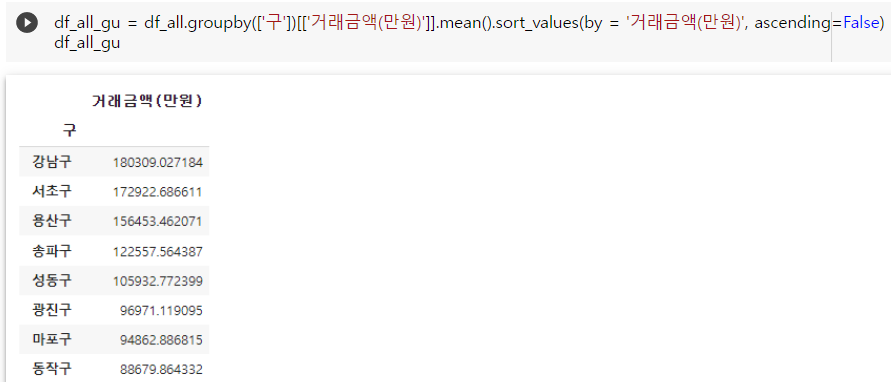 df_all_gu = df_all.groupby(['구'])[['거래금액(만원)']].mean().sort_values(by = '거래금액(만원)', ascending=False)
df_all_gu
거래금액(만원)
구
강남구 180309.027184
서초구 172922.686611
용산구 156453.462071
송파구 122557.564387
성동구 105932.772399
광진구 96971.119095
마포구 94862.886815
동작구 88679.864332